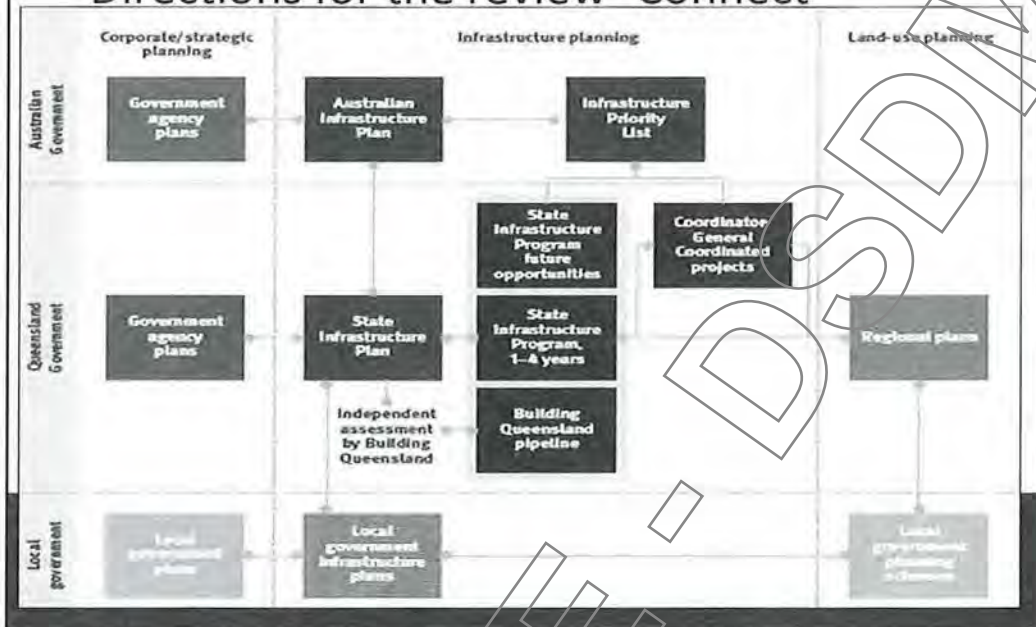 Directions for the review- Connect
Corporate/strategic
planning
Infrastructure planning
Land-use planning
Australian
Government
Government
agency
plans
Australian
Infrastructure
Plan
Infrastructure
Priority
List
Queensland
Government
State
Infrastructure
Program
future
opportunities
Coordinator
General
Coordinated
projects
Government
agency
plans
State
Infrastructure
Plan
State
Infrastructure
Program,
1–4 years
Regional plans
Independent
assessment
by Building
Queensland
Building
Queensland
pipeline
Local
government
Local
government
plans
Local
government
infrastructure
plans
Local
government
planning
schemes
- DSDM